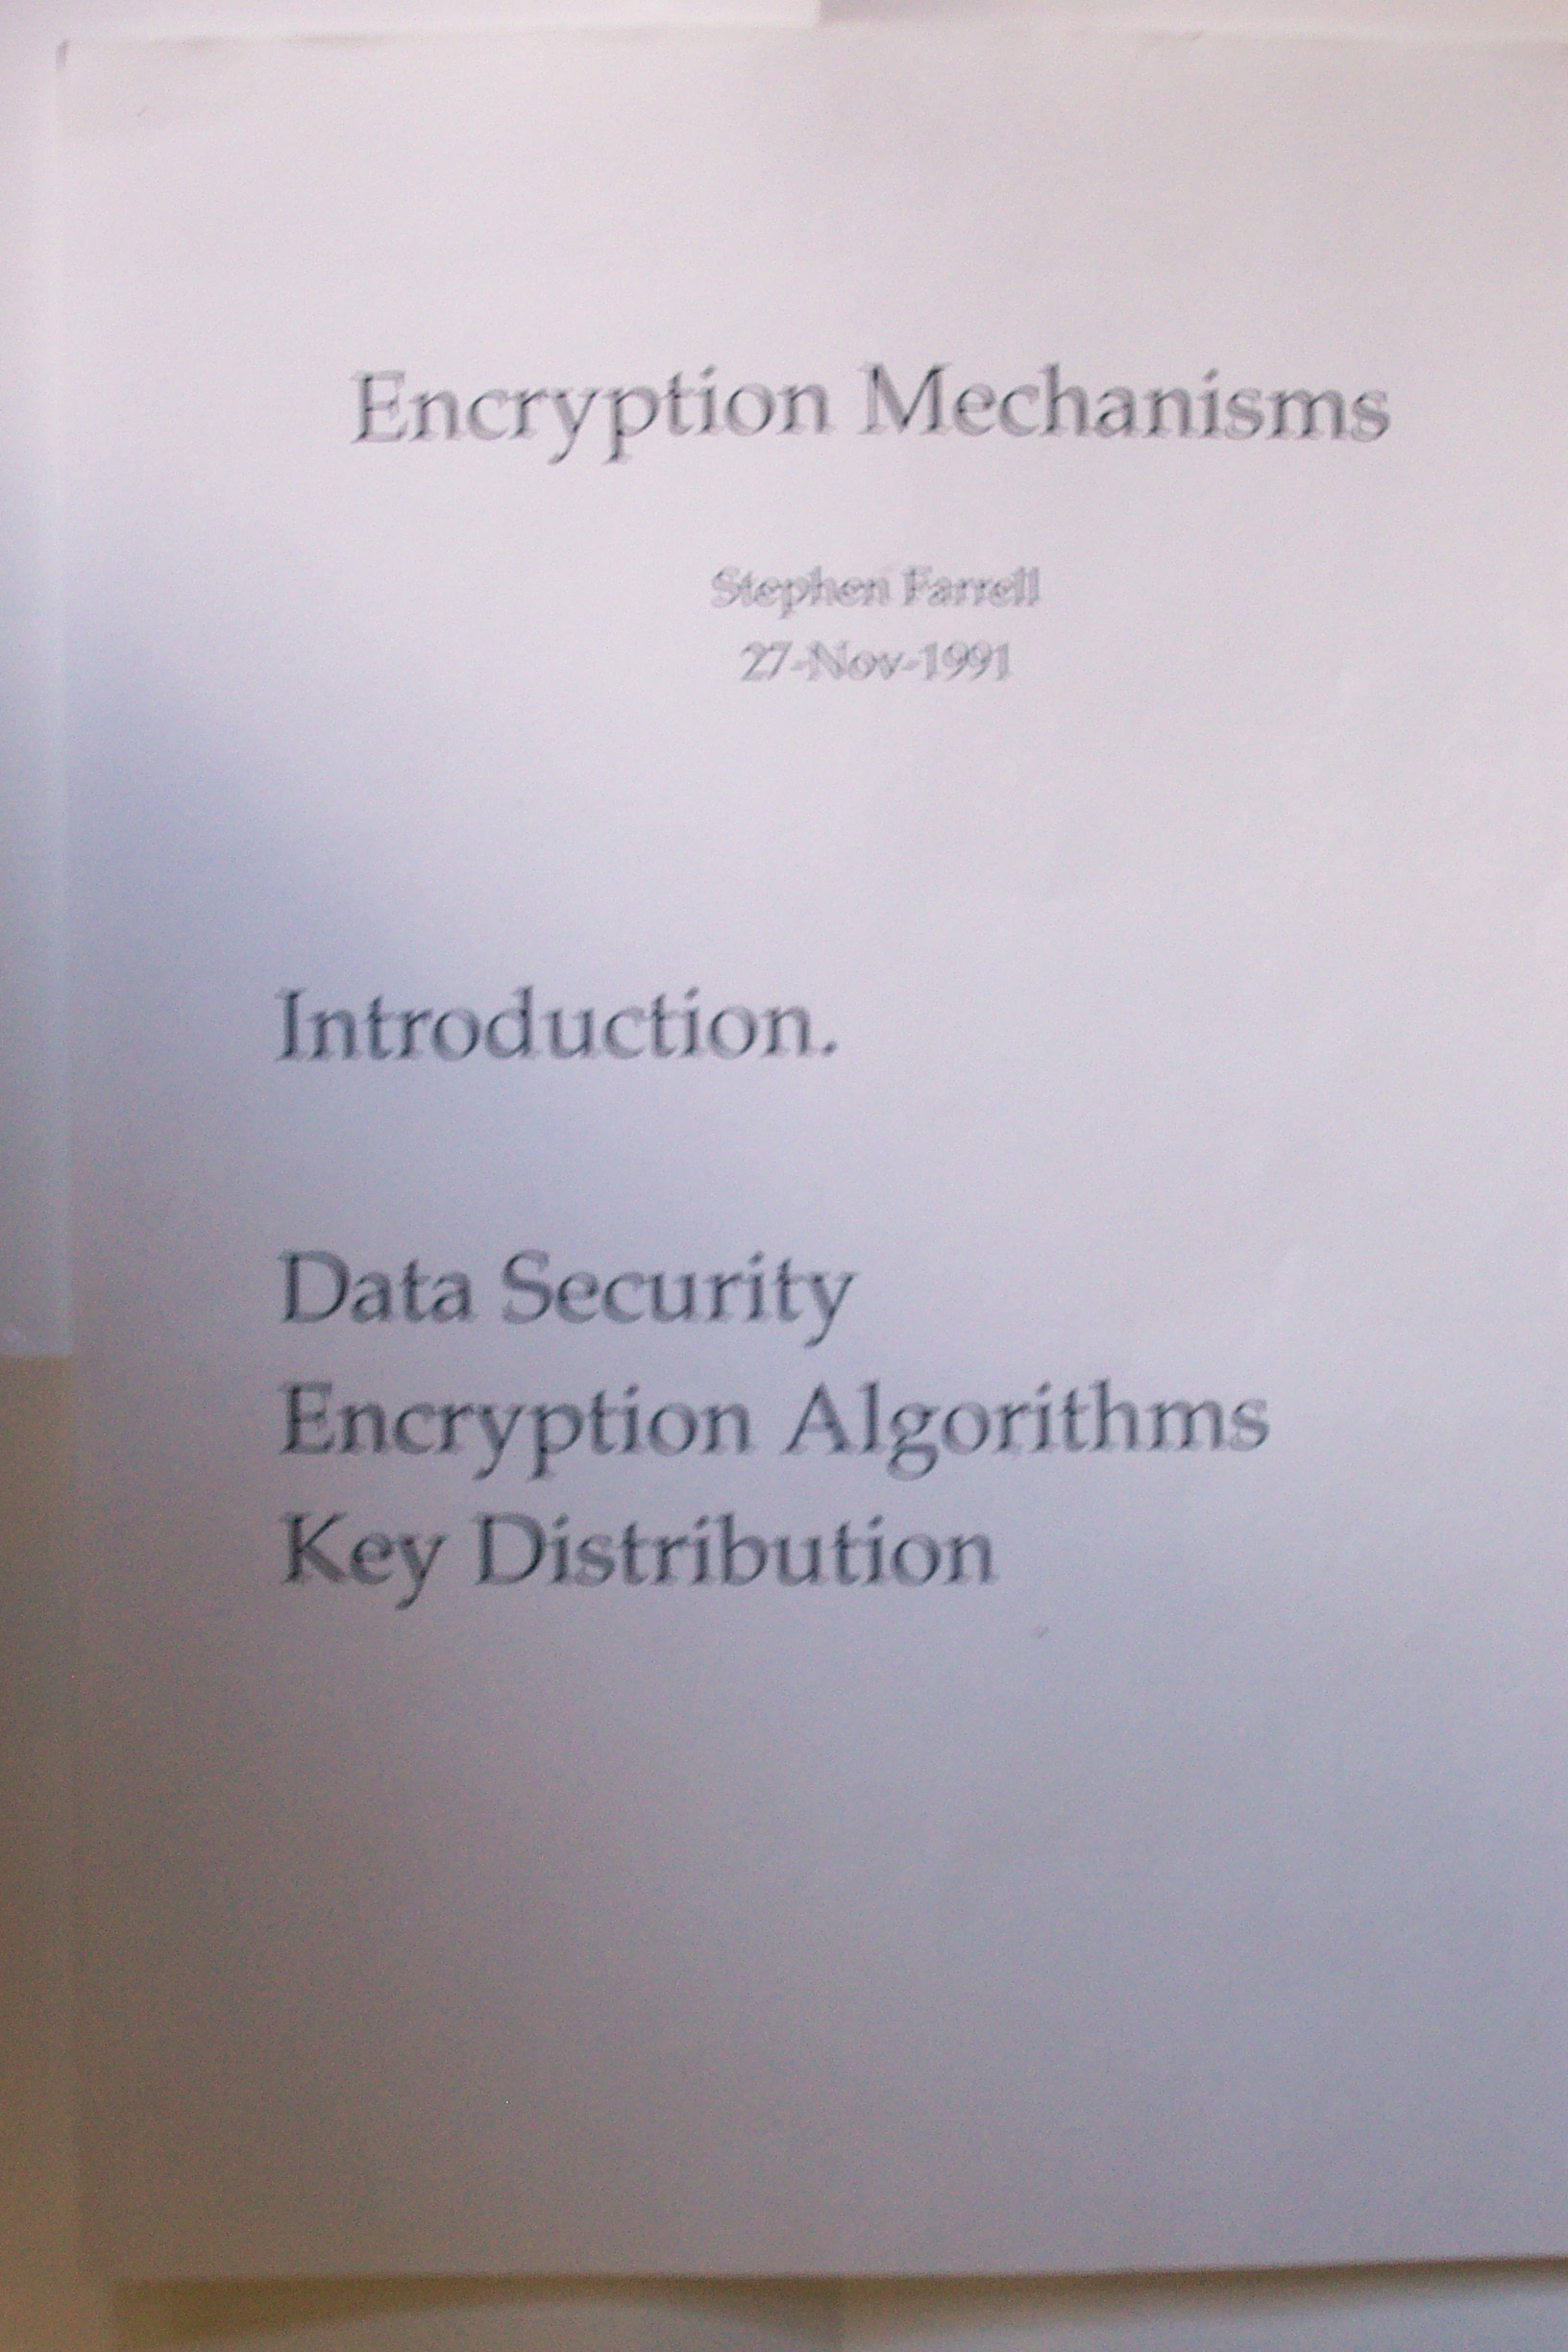 Encryption Mechanisms
Stephen Farrell
27-Nov-1991
Introduction.
Data Security
Encryption Algorithms
Key Distribution